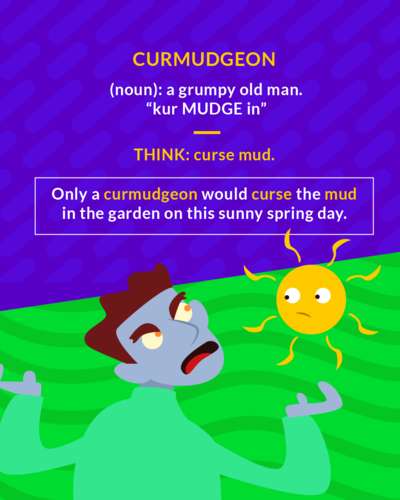 CURMUDGEON
(noun): a grumpy old man.
“kur MUDGE in”
THINK: curse mud.
Only a curmudgeon would curse the mud
in the garden on this sunny spring day.